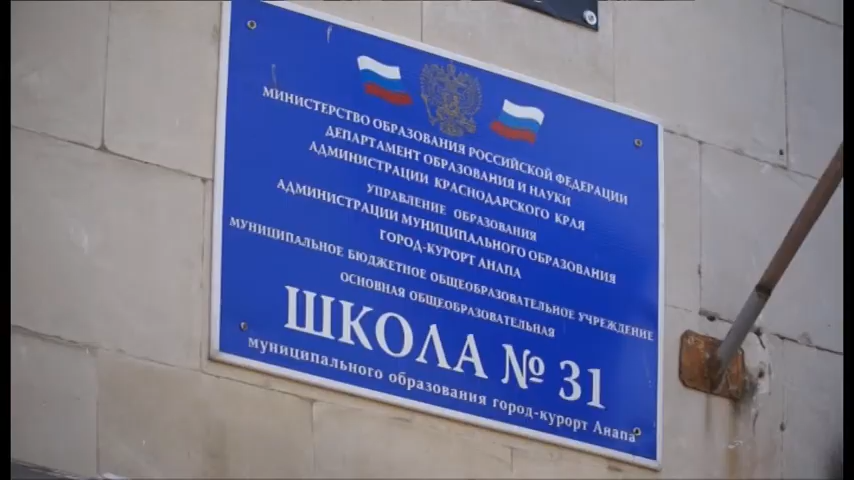 МИНИСТЕРСТВО ОБРАЗОВАНИЯ РОССИЙСКОЙ ФЕДЕРАЦИИ
ДЕПАРТАМЕНТ ОБРАЗОВАНИЯ И НАУКИ
АДМИНИСТРАЦИИ КРАСНОДАРСКОГО КРАЯ
УПРАВЛЕНИЕ ОБРАЗОВАНИЯ
АДМИНИСТРАЦИИ МУНИЦИПАЛЬНОГО ОБРАЗОВАНИЯ
ГОРОД-КУРОРТ АНАПА
МУНИЦИПАЛЬНОЕ БЮДЖЕТНОЕ ОБЩЕОБРАЗОВАТЕЛЬНОЕ УЧРЕЖДЕНИЕ
ОСНОВНАЯ ОБЩЕОБРАЗОВАТЕЛЬНАЯ
ШКОЛА № 31
муниципального образования город-курорт Анапа